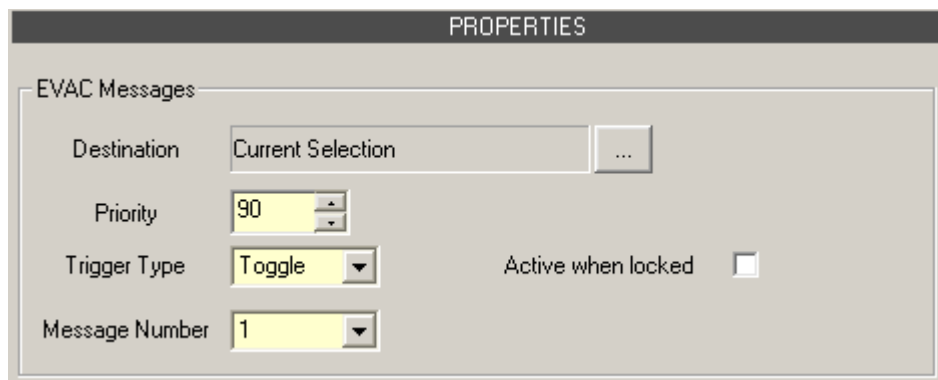 PROPERTIES
EVAC Messages
Destination Current Selection ...
Priority 90
Trigger Type Toggle Active when locked
Message Number 1